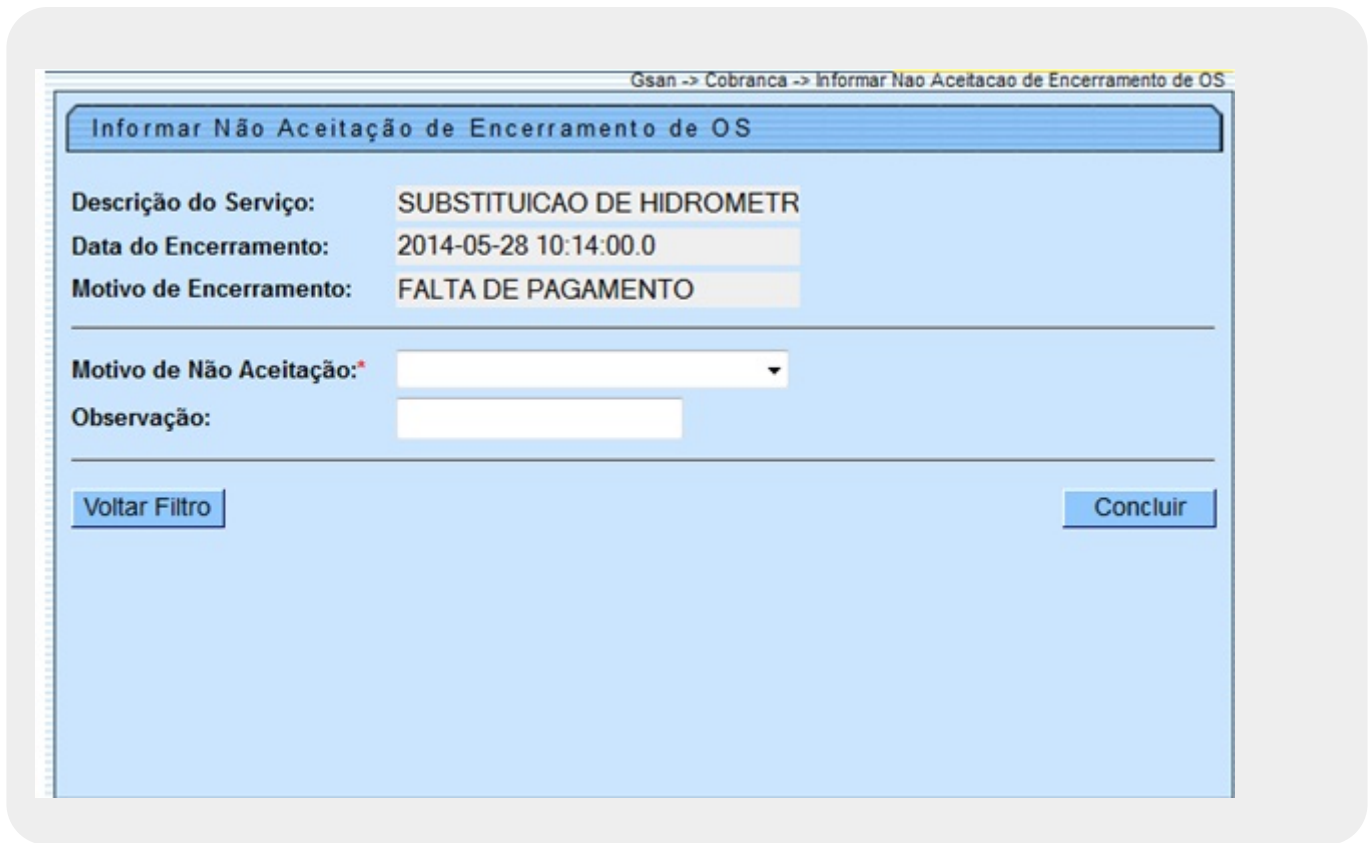 Gsan -> Cobranca -> Informar Nao Aceitacao de Encerramento de OS
Informar Não Aceitação de Encerramento de OS
Descrição do Serviço: SUBSTITUICAO DE HIDROMETR
Data do Encerramento: 2014-05-28 10:14:00.0
Motivo de Encerramento: FALTA DE PAGAMENTO
Motivo de Não Aceitação:*
Observação:
Voltar Filtro Concluir